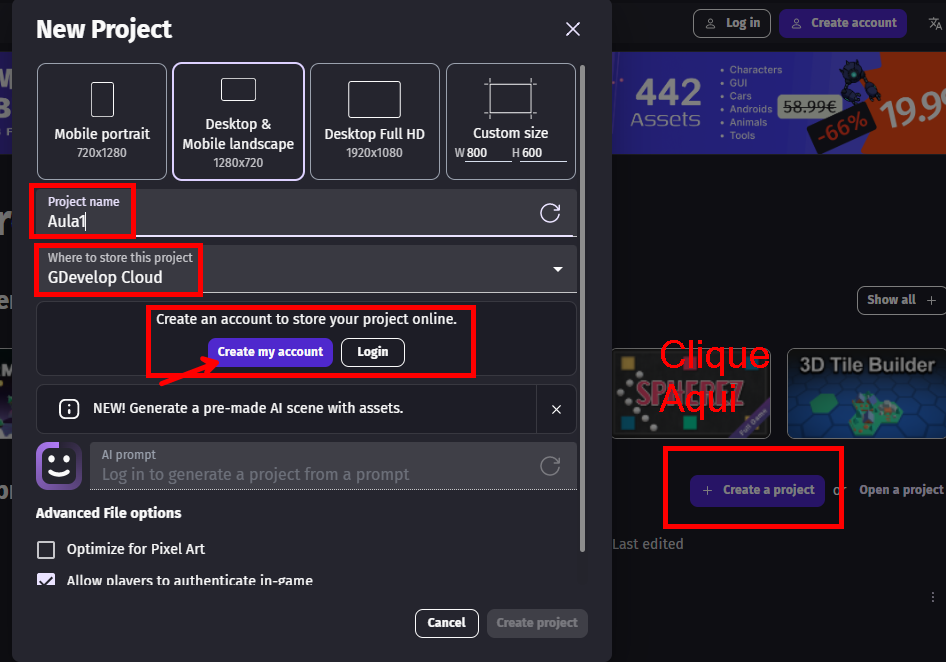 New Project
Mobile portrait
720x1280
Desktop &
Mobile landscape
1280x720
Desktop Full HD
1920x1080
Custom size
W 800 H 600
Project name
Aula1
Where to store this project
GDevelop Cloud
Create an account to store your project online.
Create my account
Login
NEW! Generate a pre-made AI scene with assets.
AI prompt
Log in to generate a project from a prompt
Advanced File options
Optimize for Pixel Art
Allow players to authenticate in-game
Cancel
Create project
Log in
Create account
442
Assets
• Characters
• GUI
• Cars
• Androids
• Animals
• Tools
58.99€
-66%
19.9
Show all +
Clique
Aqui
SPHEREZ
Full Game
3D Tile Builder
+ Create a project
or
Open a project
Last edited